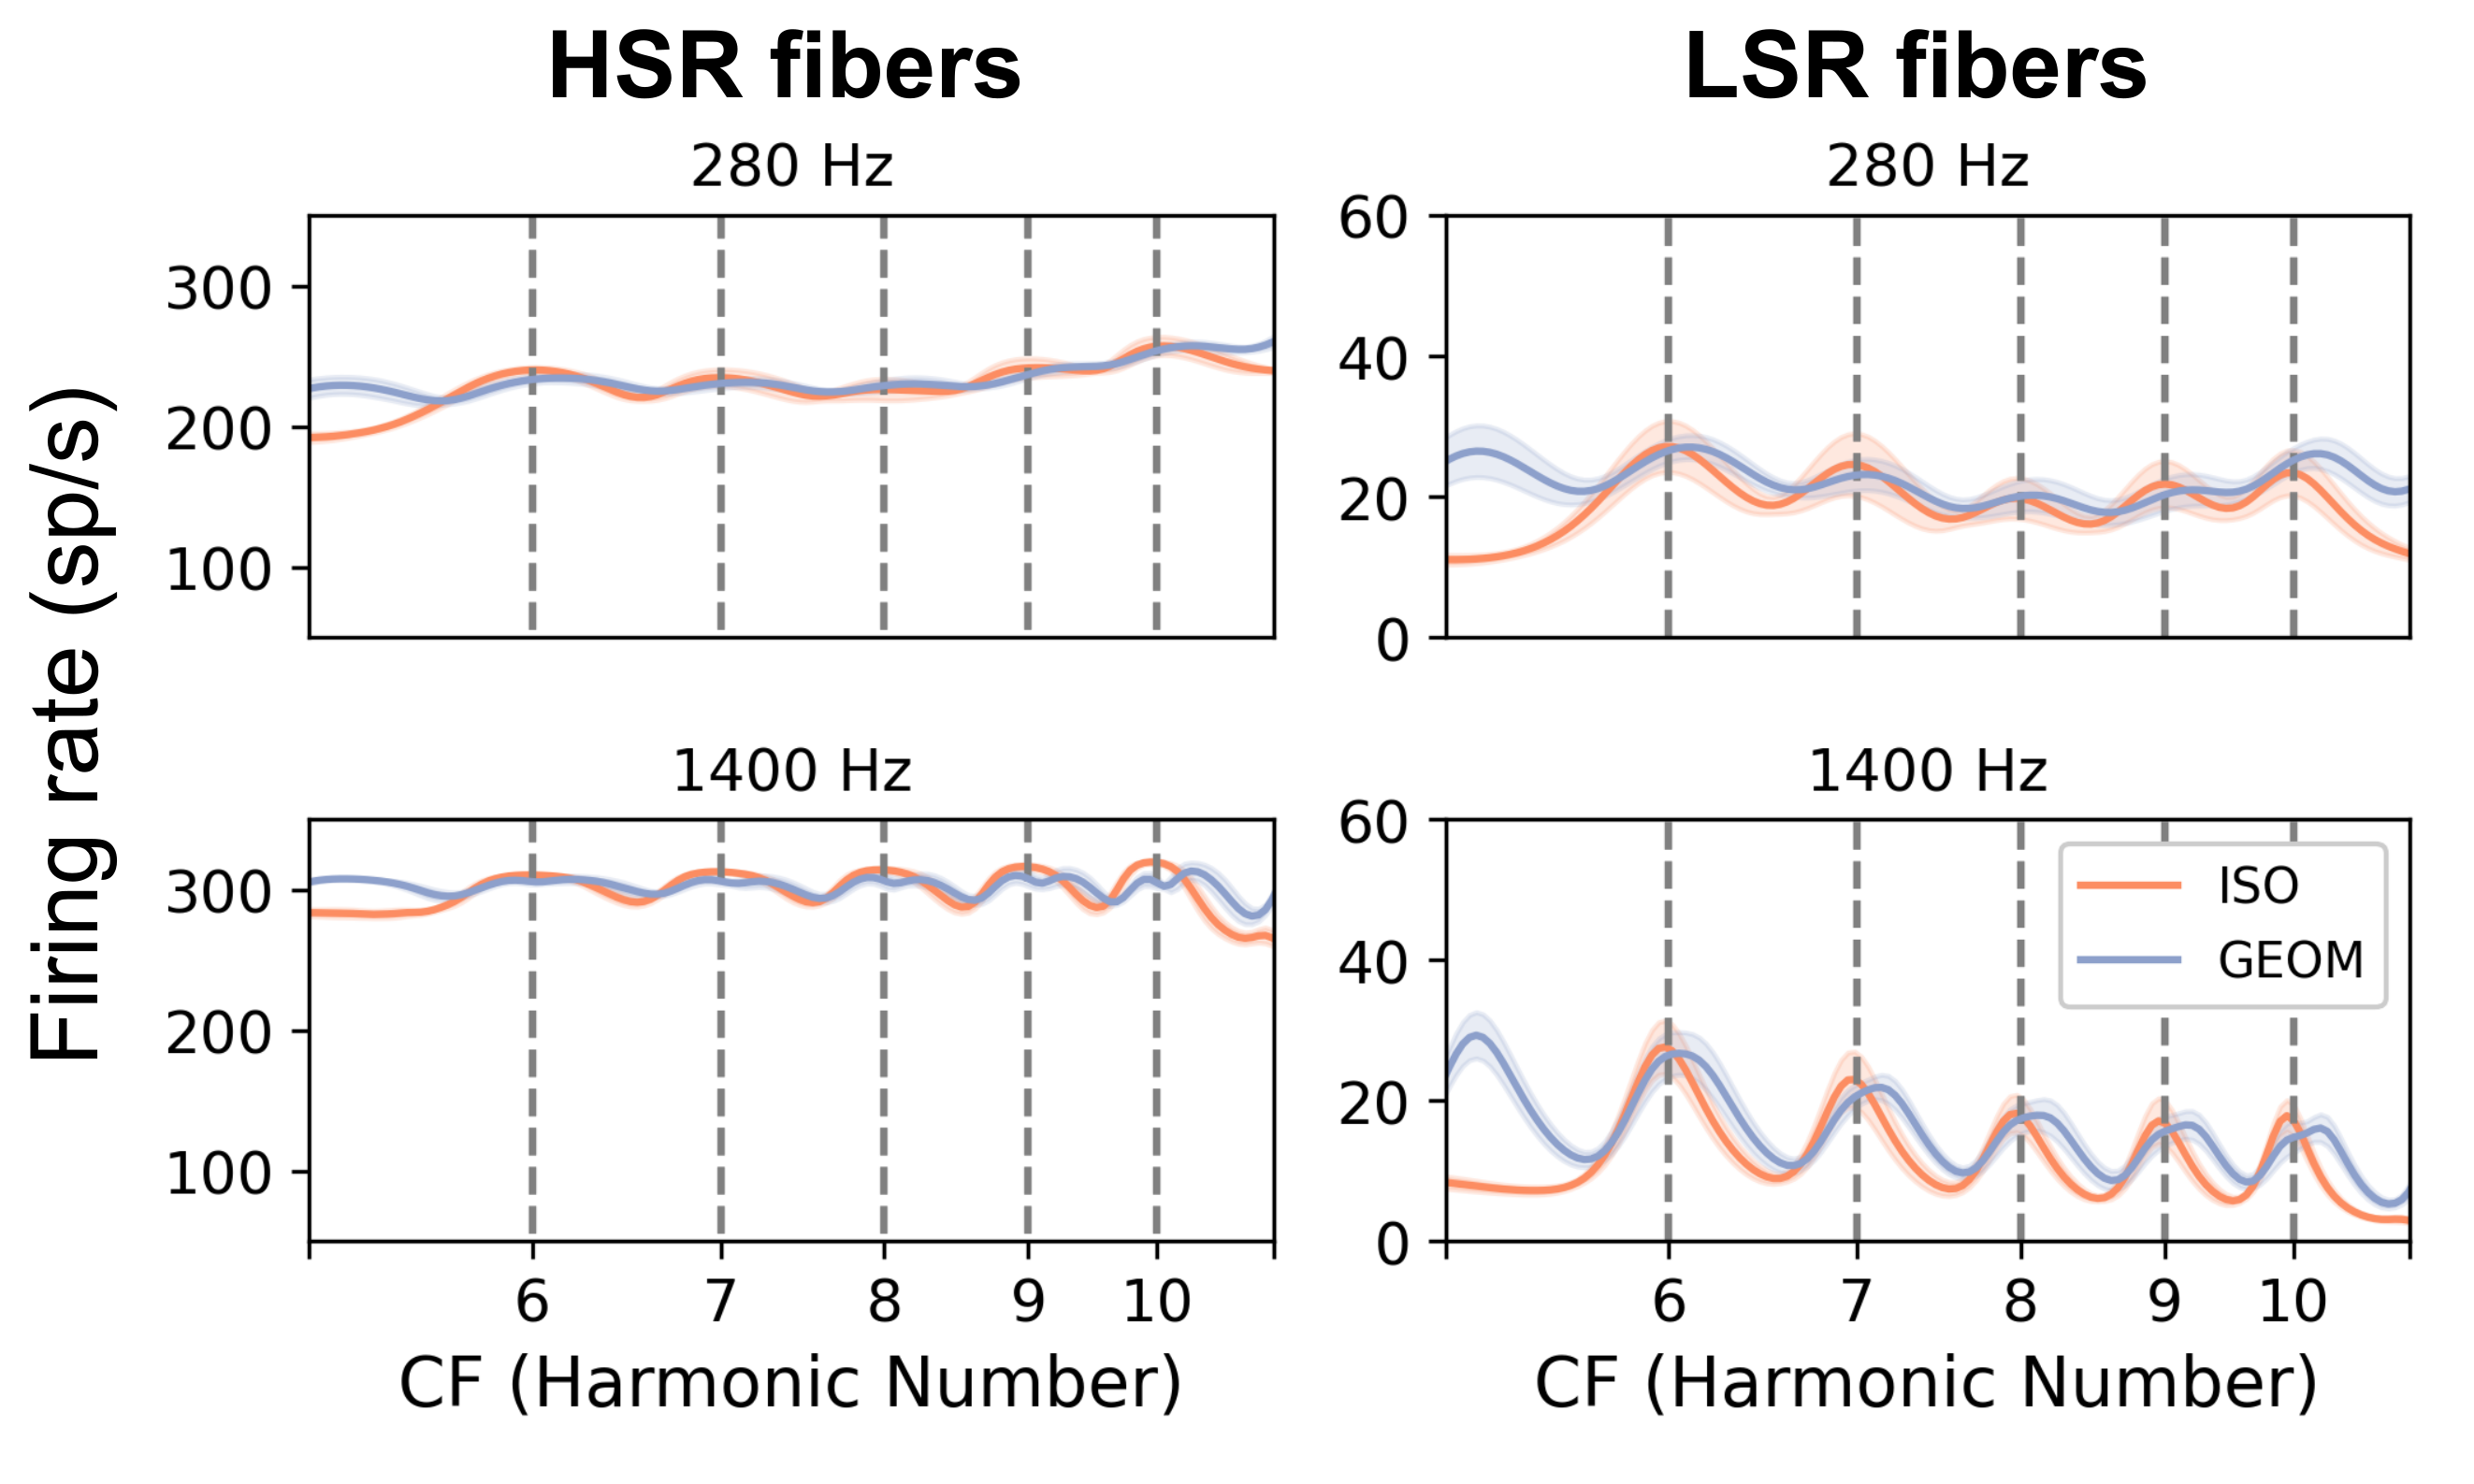 HSR fibers
LSR fibers
280 Hz
280 Hz
Firing rate (sp/s)
300
200
100
60
40
20
0
1400 Hz
1400 Hz
300
200
100
60
40
20
0
ISO
GEOM
6 7 8 9 10
6 7 8 9 10
CF (Harmonic Number)
CF (Harmonic Number)